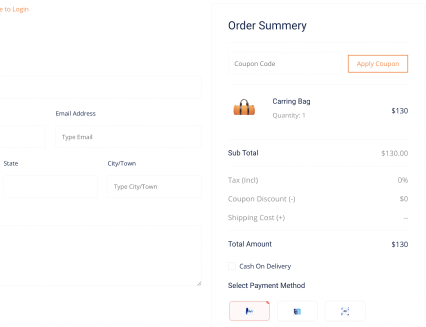 e to Login
Email Address
Type Email
State
City/Town
Type City/Town
Order Summery
Coupon Code
Apply Coupon
Carring Bag
Quantity: 1
$130
Sub Total $130.00
Tax (Incl) 0%
Coupon Discount (-) $0
Shipping Cost (+) --
Total Amount $130
Cash On Delivery
Select Payment Method